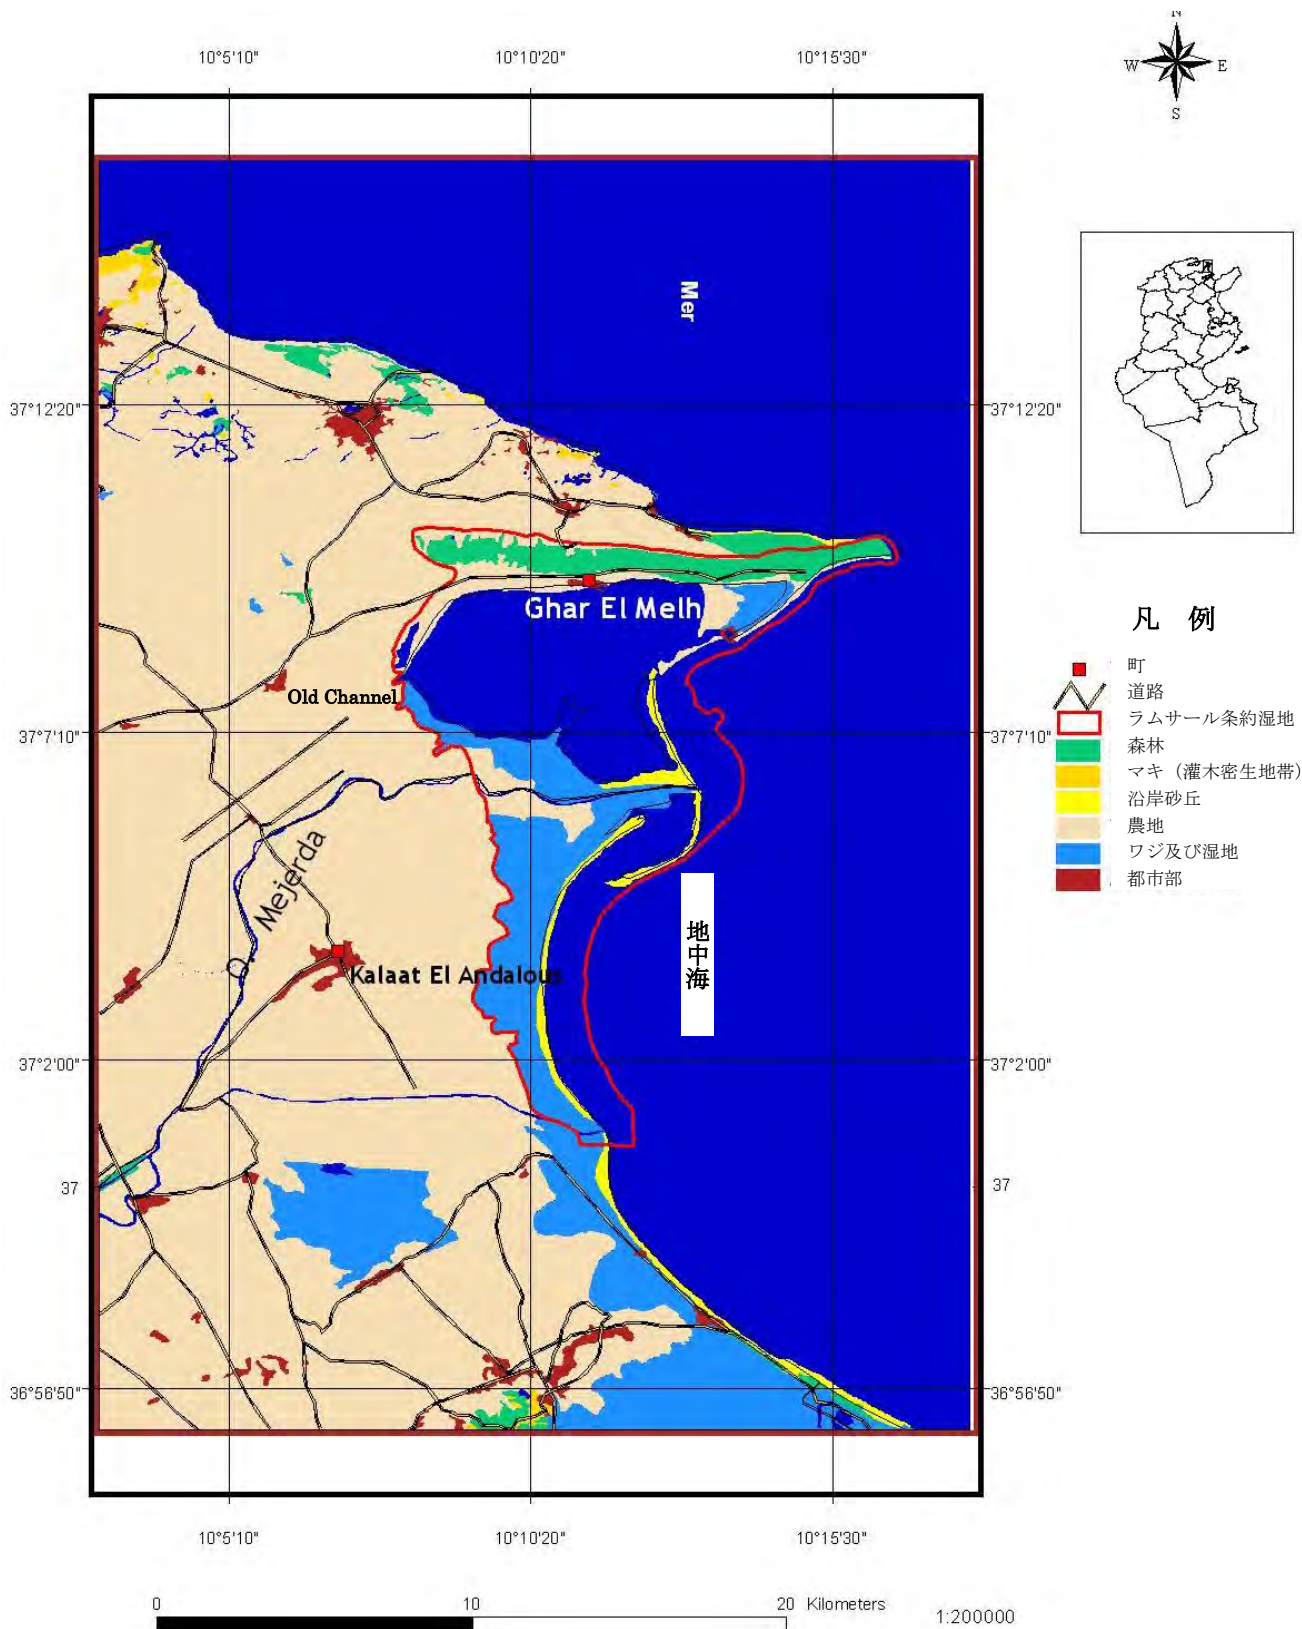 N
W E
S
10°5'10" 10°10'20" 10°15'30"
Mer
37°12'20" 37°12'20"
Ghar El Melh
Old Channel
37°7'10" 37°7'10"
O. Mejerda
Kalaat El Andalous
地中海
37°2'00" 37°2'00"
37 37
36°56'50" 36°56'50"
10°5'10" 10°10'20" 10°15'30"
凡 例
町
道路
ラムサール条約湿地
森林
マキ（灌木密生地帯）
沿岸砂丘
農地
ワジ及び湿地
都市部
0 10 20 Kilometers
1:200000